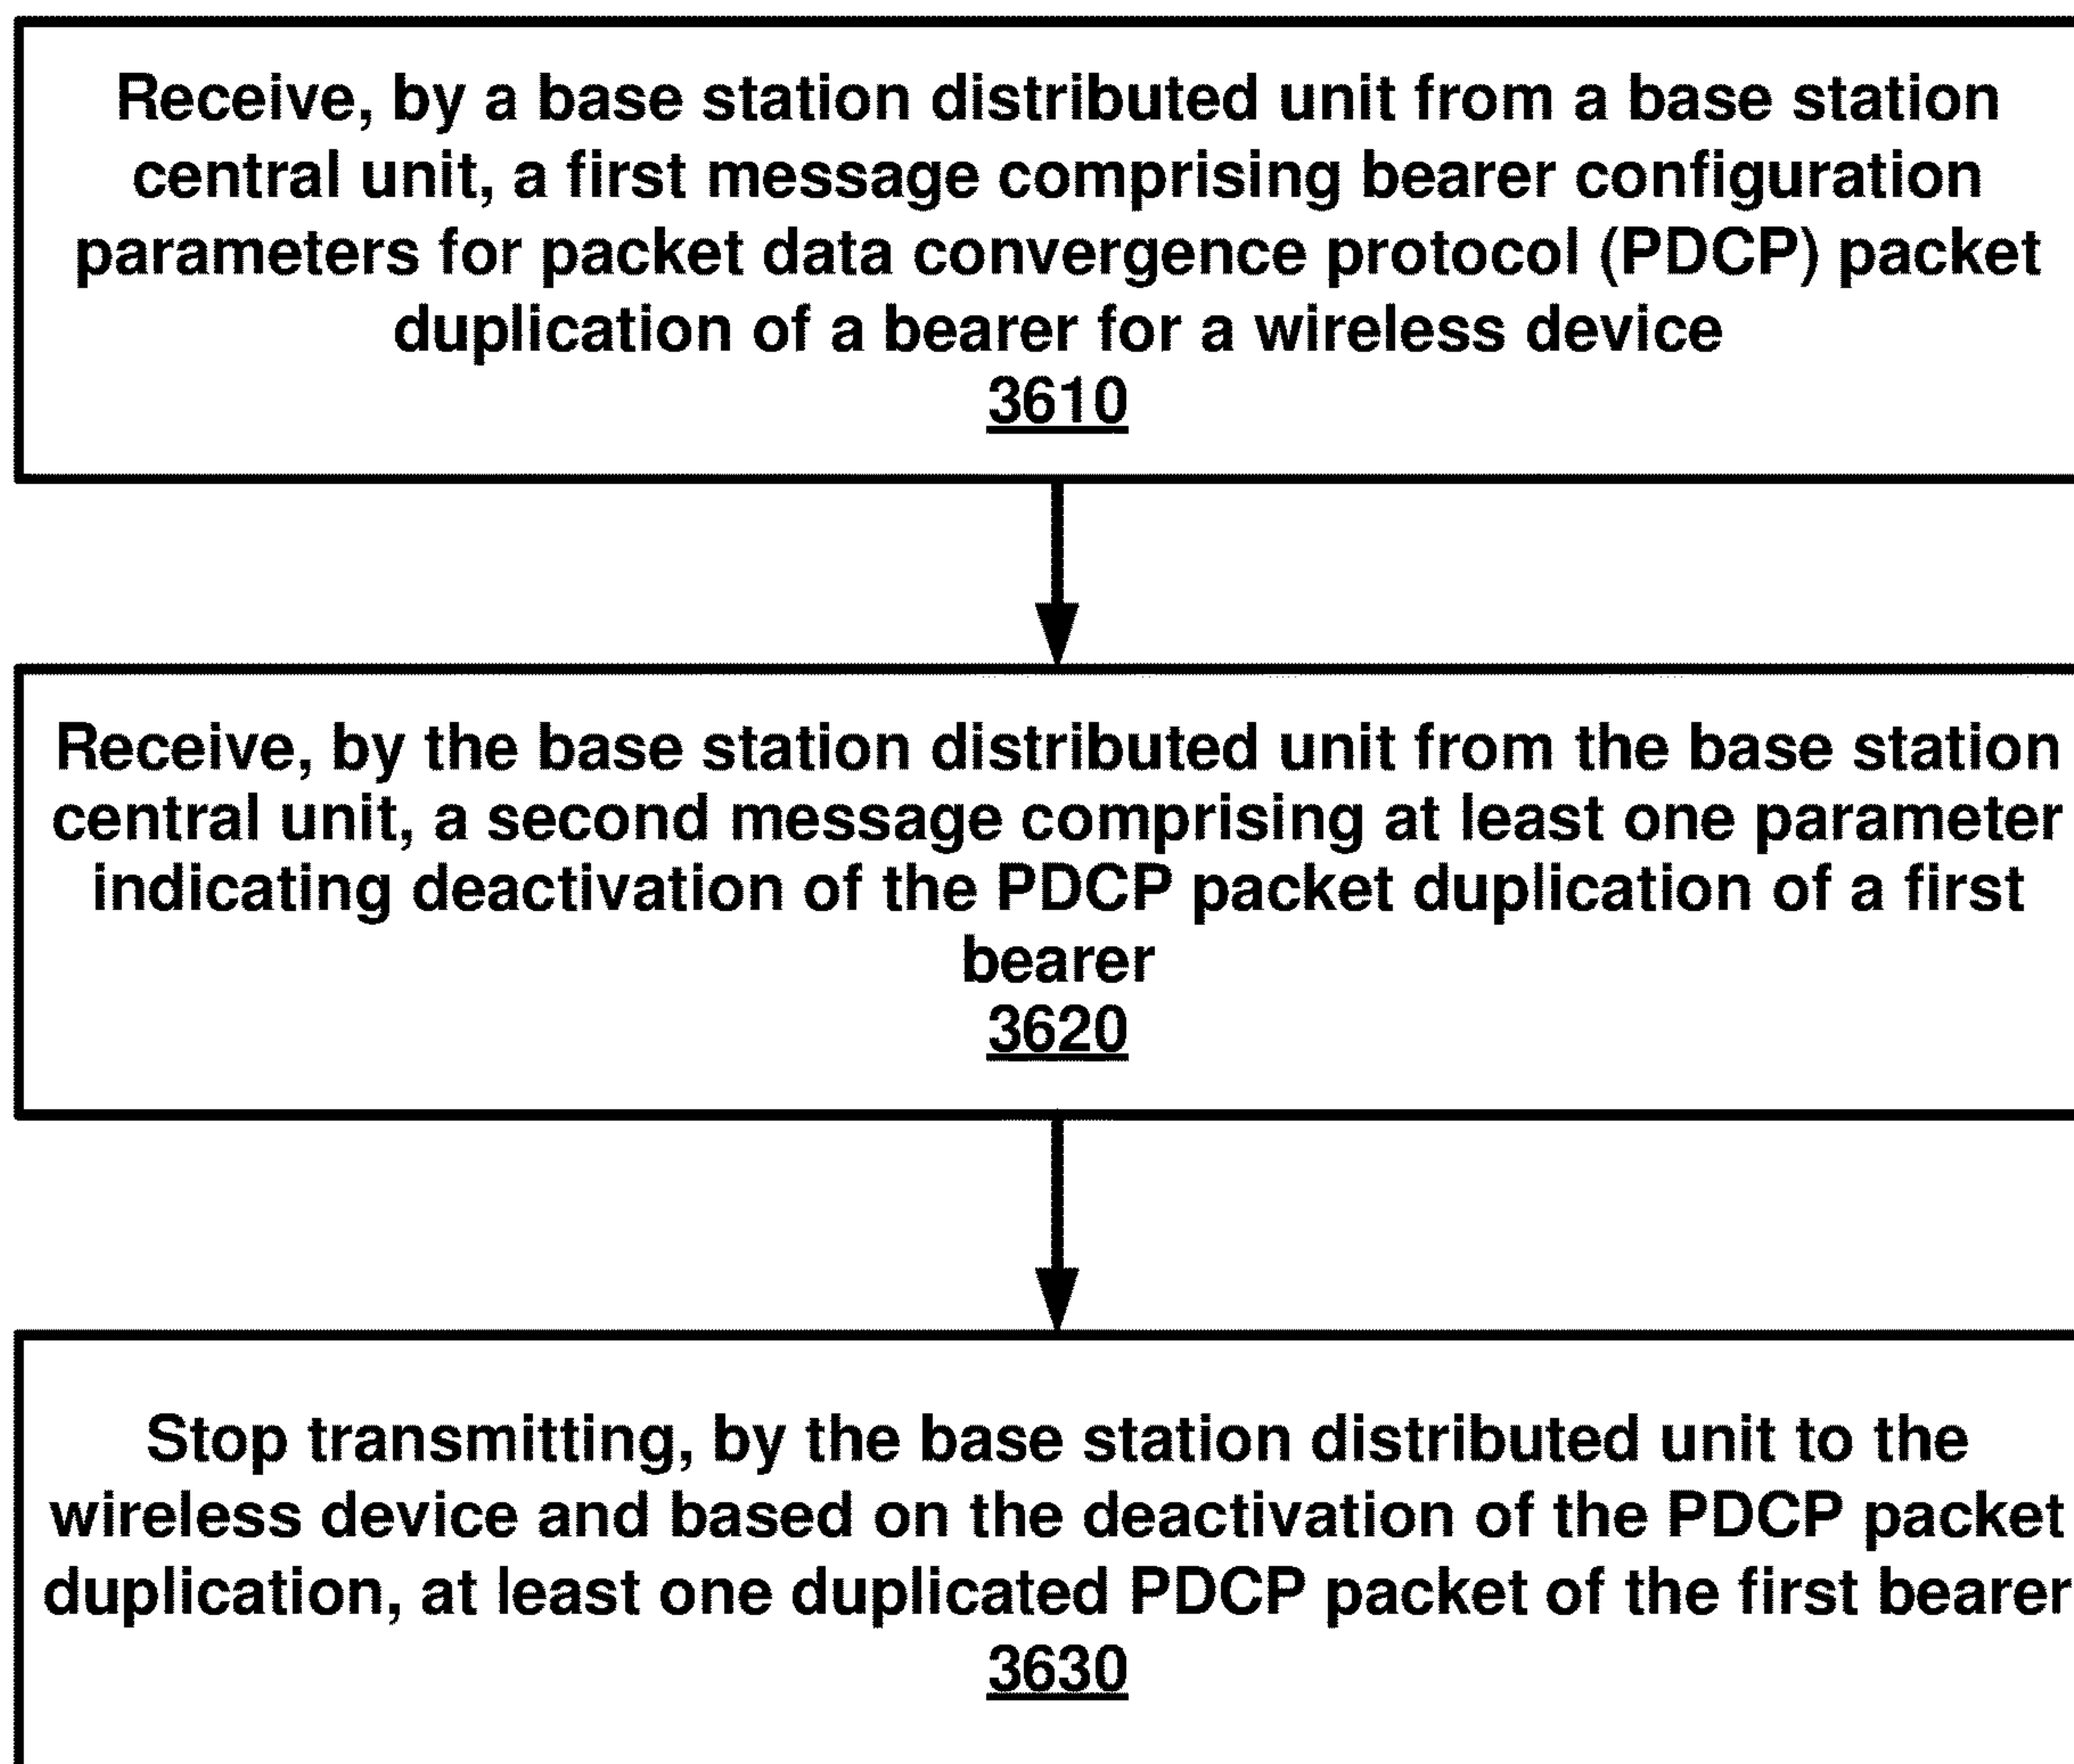 Receive, by a base station distributed unit from a base station
central unit, a first message comprising bearer configuration
parameters for packet data convergence protocol (PDCP) packet
duplication of a bearer for a wireless device
3610
Receive, by the base station distributed unit from the base station
central unit, a second message comprising at least one parameter
indicating deactivation of the PDCP packet duplication of a first
bearer
3620
Stop transmitting, by the base station distributed unit to the
wireless device and based on the deactivation of the PDCP packet
duplication, at least one duplicated PDCP packet of the first bearer
3630